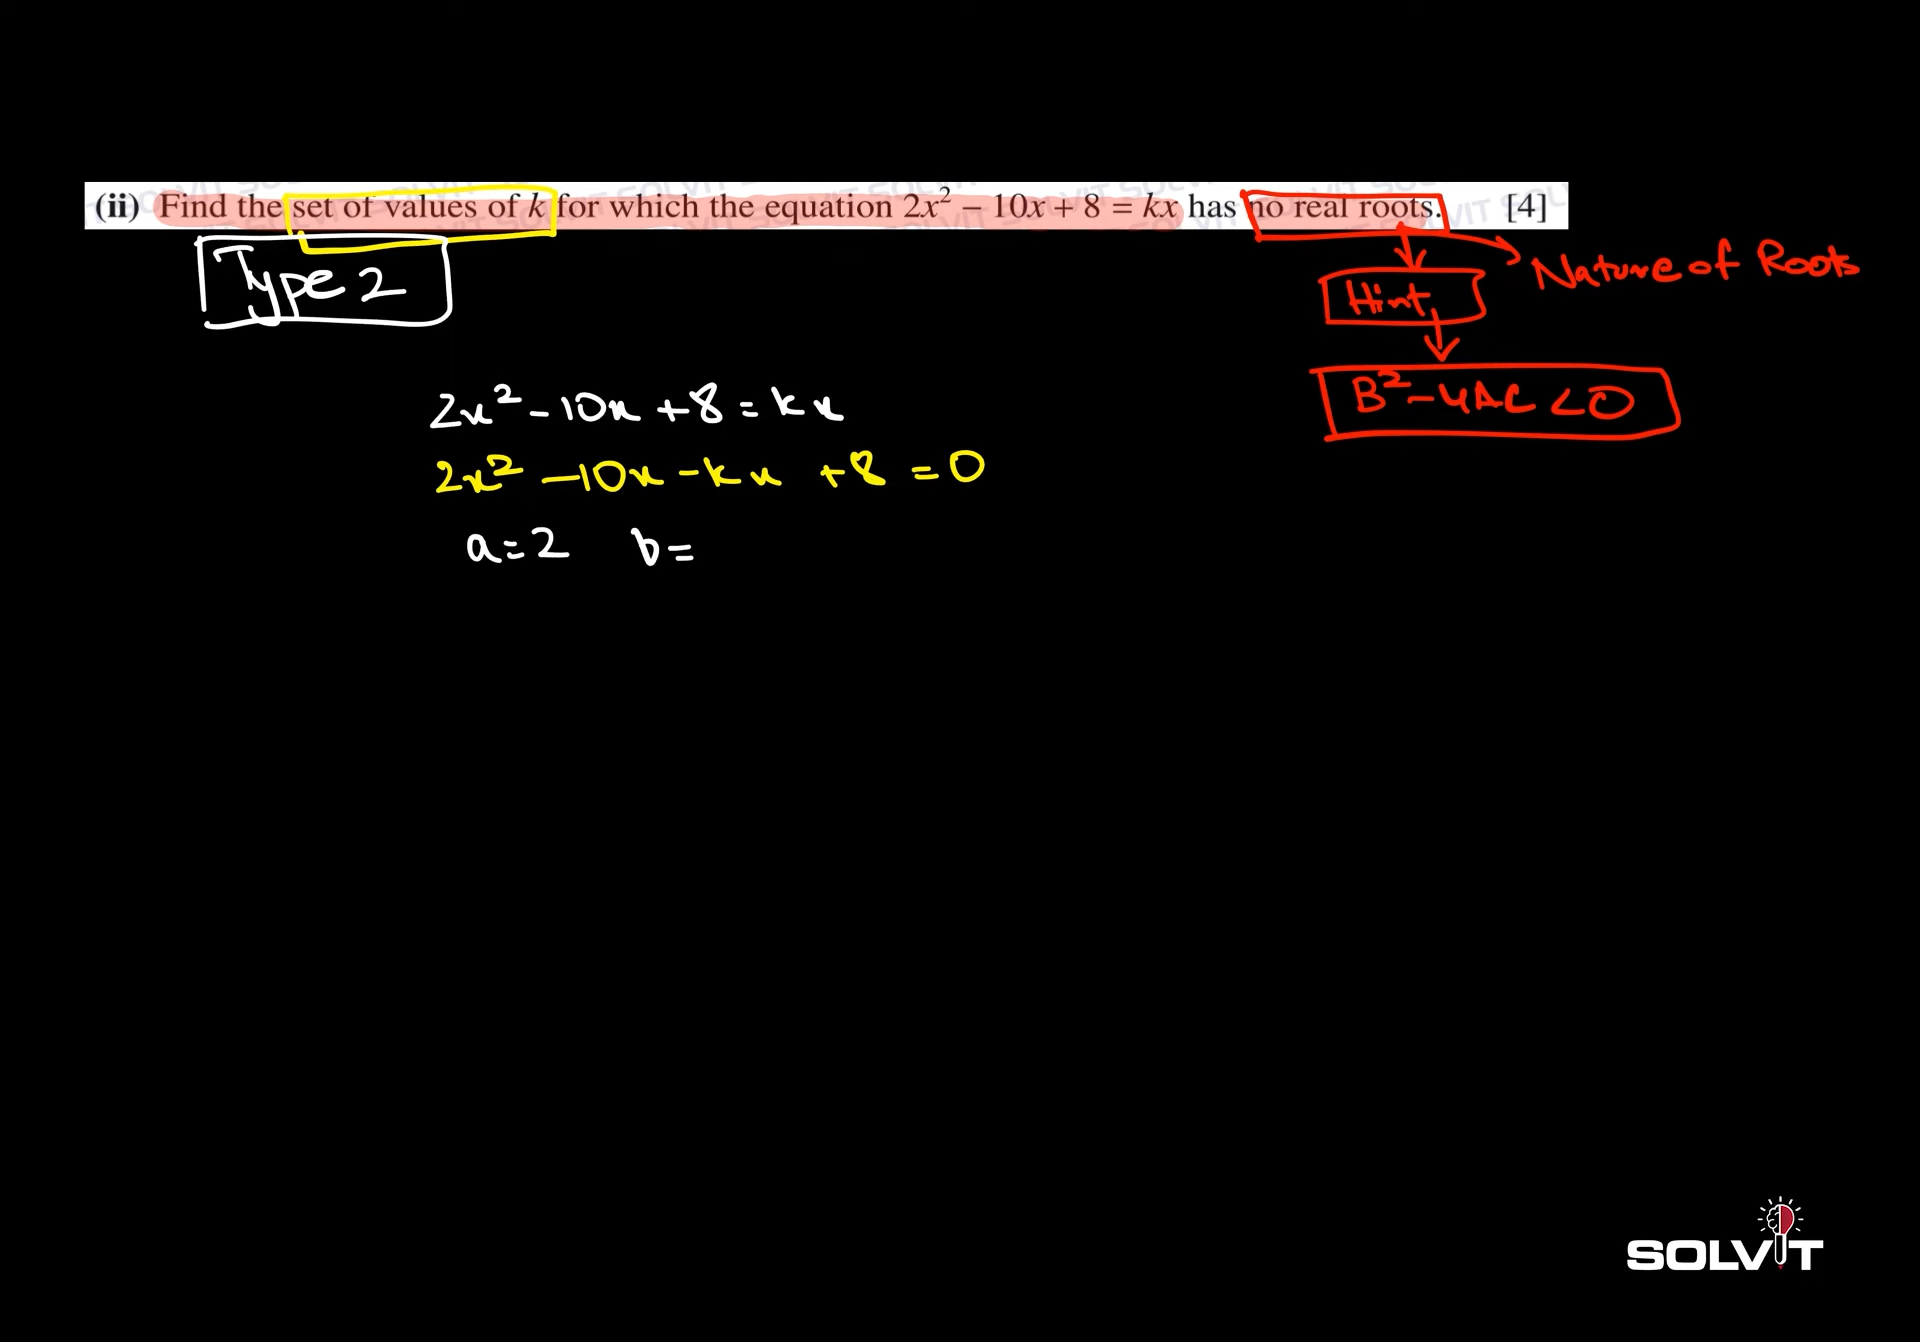 (ii) Find the set of values of k for which the equation 2x² − 10x + 8 = kx has no real roots. [4]
Type 2
Nature of Roots
Hint
B² - 4AC < 0
2x² - 10x + 8 = kx
2x² - 10x - kx + 8 = 0
a = 2 b =
SOLVIT